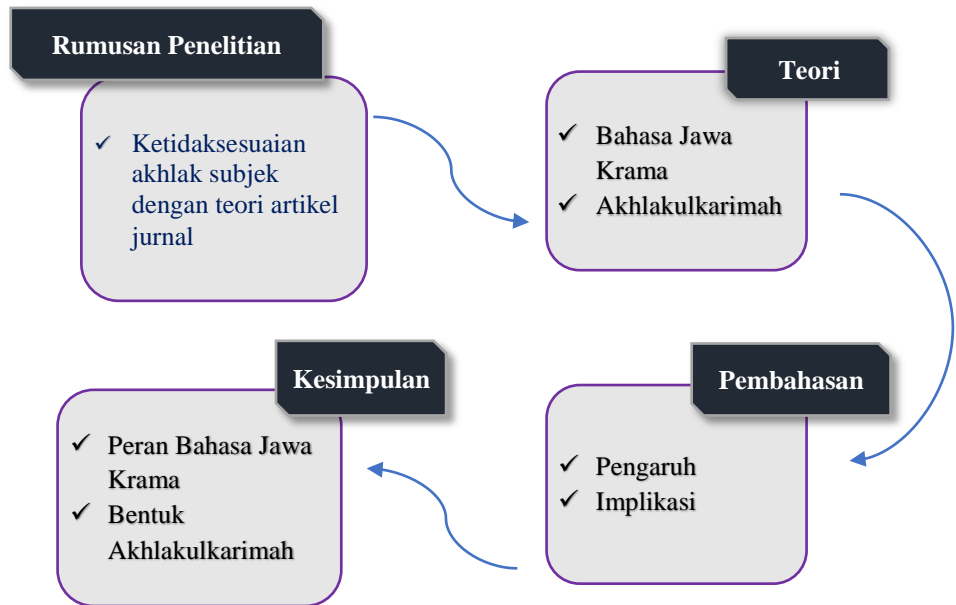 Rumusan Penelitian
✓ Ketidaksesuaian
akhlak subjek
dengan teori artikel
jurnal
Teori
✓ Bahasa Jawa
Krama
✓ Akhlakulkarimah
Pembahasan
✓ Pengaruh
✓ Implikasi
Kesimpulan
✓ Peran Bahasa Jawa
Krama
✓ Bentuk
Akhlakulkarimah